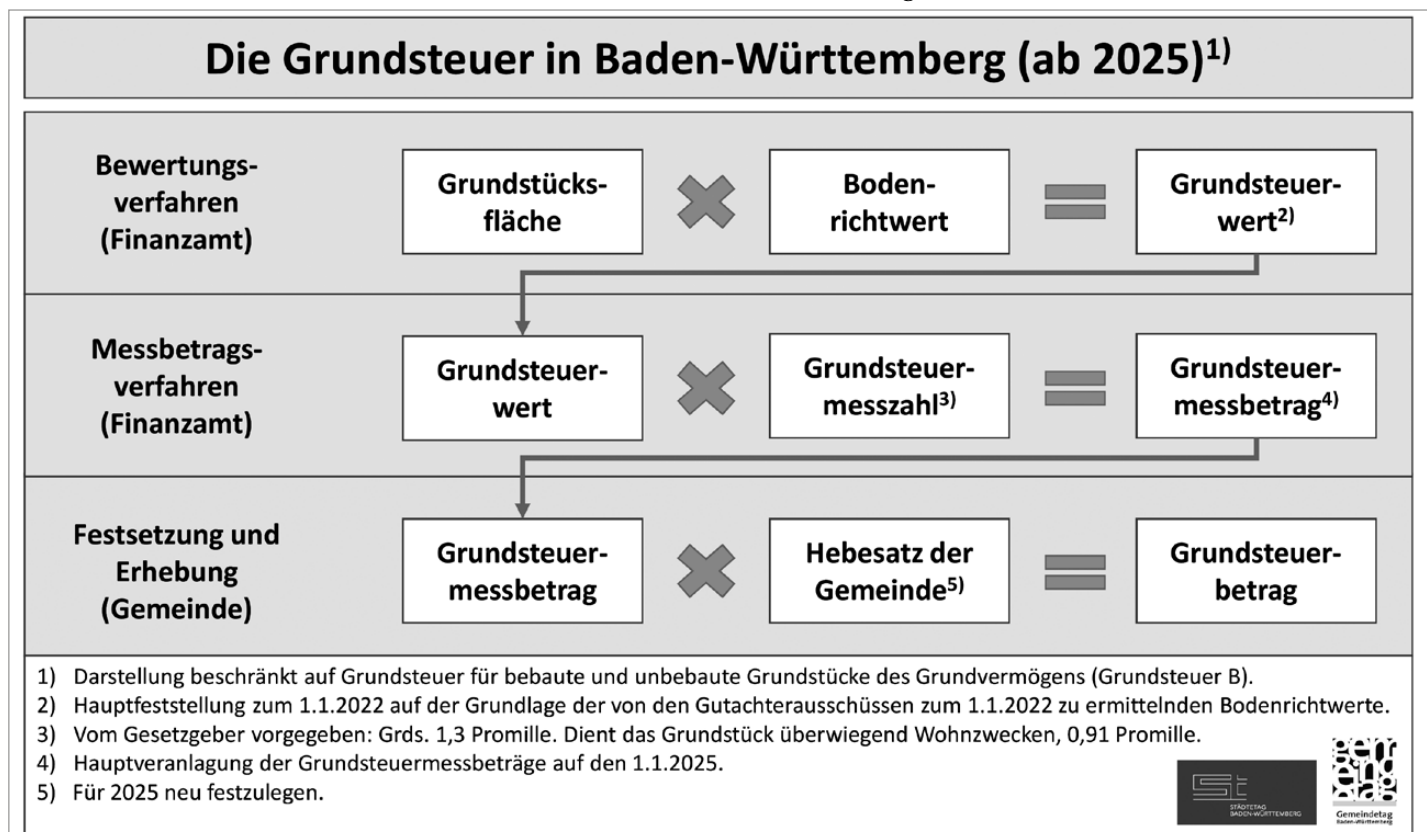 Die Grundsteuer in Baden-Württemberg (ab 2025)1)
Bewertungs-
verfahren
(Finanzamt)
Grundstücks-
fläche
Boden-
richtwert
Grundsteuer-
wert2)
Messbetrags-
verfahren
(Finanzamt)
Grundsteuer-
wert
Grundsteuer-
messzahl3)
Grundsteuer-
messbetrag4)
Festsetzung und
Erhebung
(Gemeinde)
Grundsteuer-
messbetrag
Hebesatz der
Gemeinde5)
Grundsteuer-
betrag
1) Darstellung beschränkt auf Grundsteuer für bebaute und unbebaute Grundstücke des Grundvermögens (Grundsteuer B).
2) Hauptfeststellung zum 1.1.2022 auf der Grundlage der von den Gutachterausschüssen zum 1.1.2022 zu ermittelnden Bodenrichtwerte.
3) Vom Gesetzgeber vorgegeben: Grds. 1,3 Promille. Dient das Grundstück überwiegend Wohnzwecken, 0,91 Promille.
4) Hauptveranlagung der Grundsteuermessbeträge auf den 1.1.2025.
5) Für 2025 neu festzulegen.
STÄDTETAG
BADEN-WÜRTTEMBERG
gem
eind
etag
Gemeindetag
Baden-Württemberg